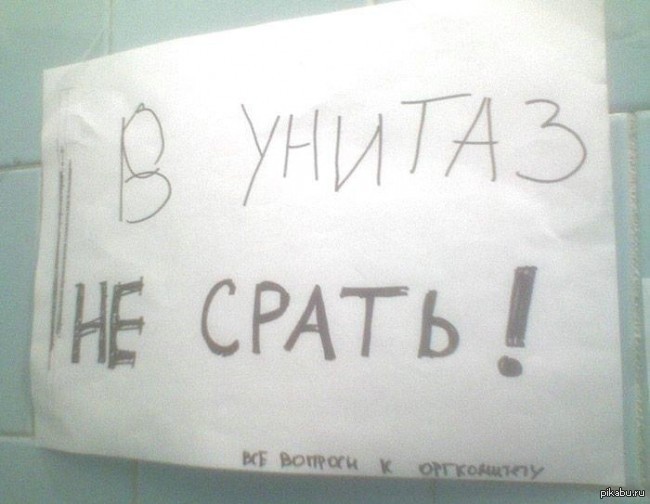 В УНИТАЗ
НЕ СРАТЬ!
ВСЕ ВОПРОСЫ К ОРГКОМИТЕТУ
pikabu.ru